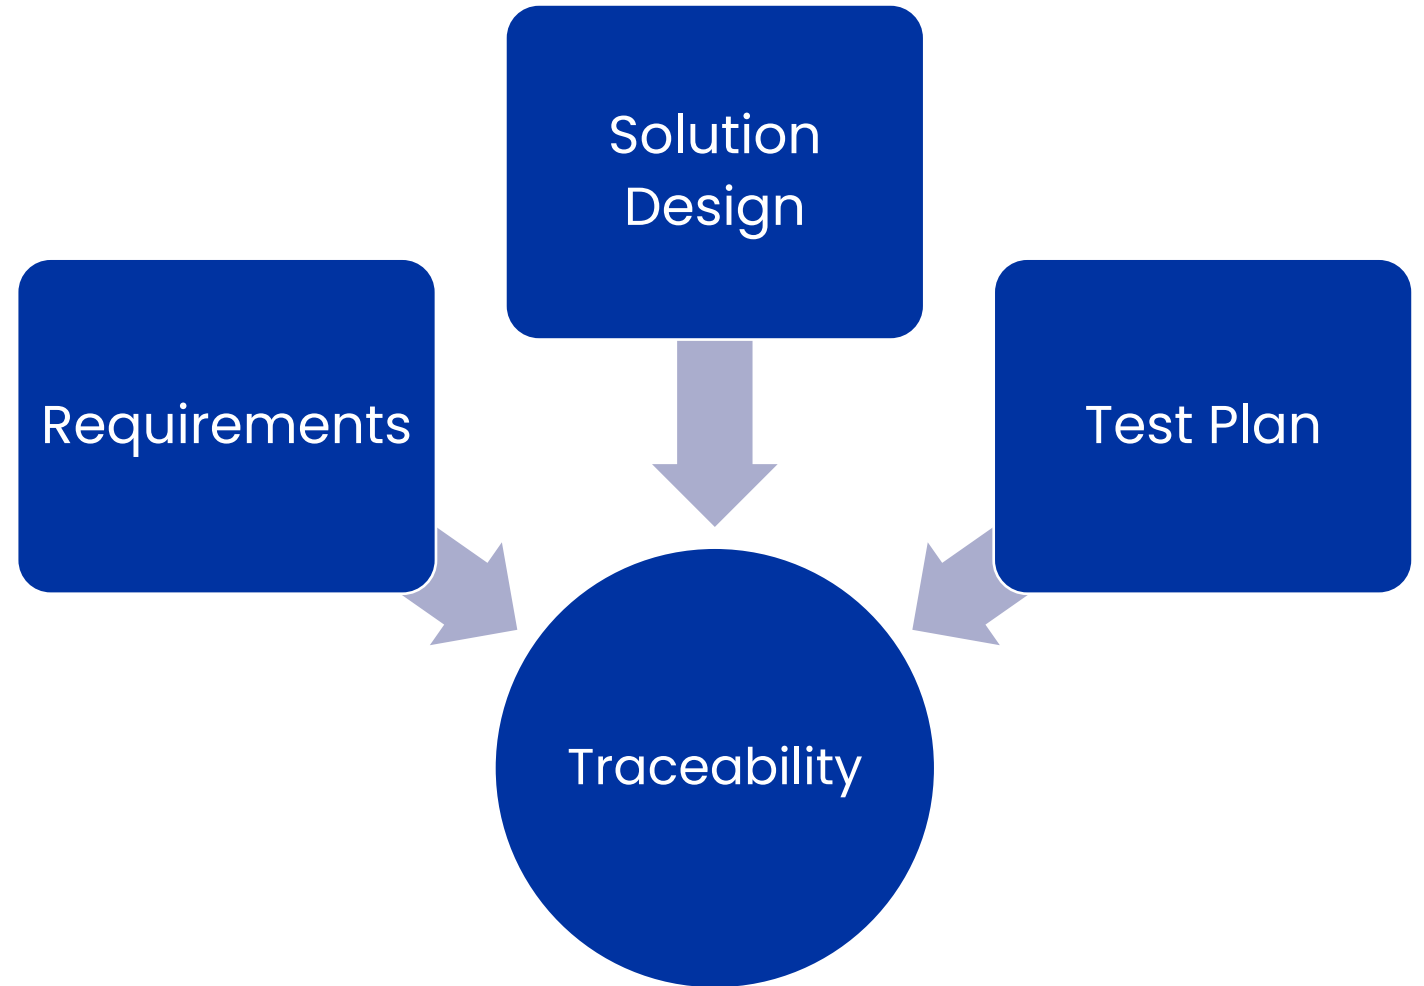 Solution
Design
Requirements
Test Plan
Traceability